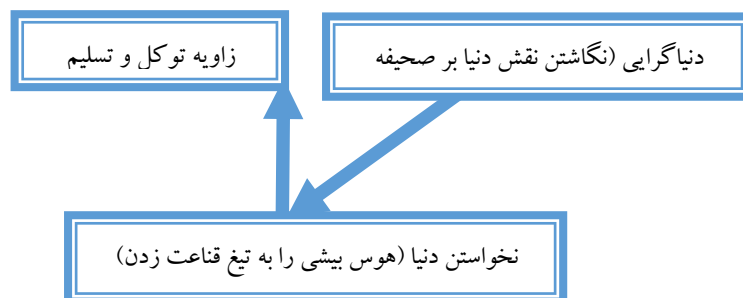 دنیاگرایی (نگاشتن نقش دنیا بر صحیفه
زاویه توکل و تسلیم
نخواستن دنیا (هوس بیشی را به تیغ قناعت زدن)